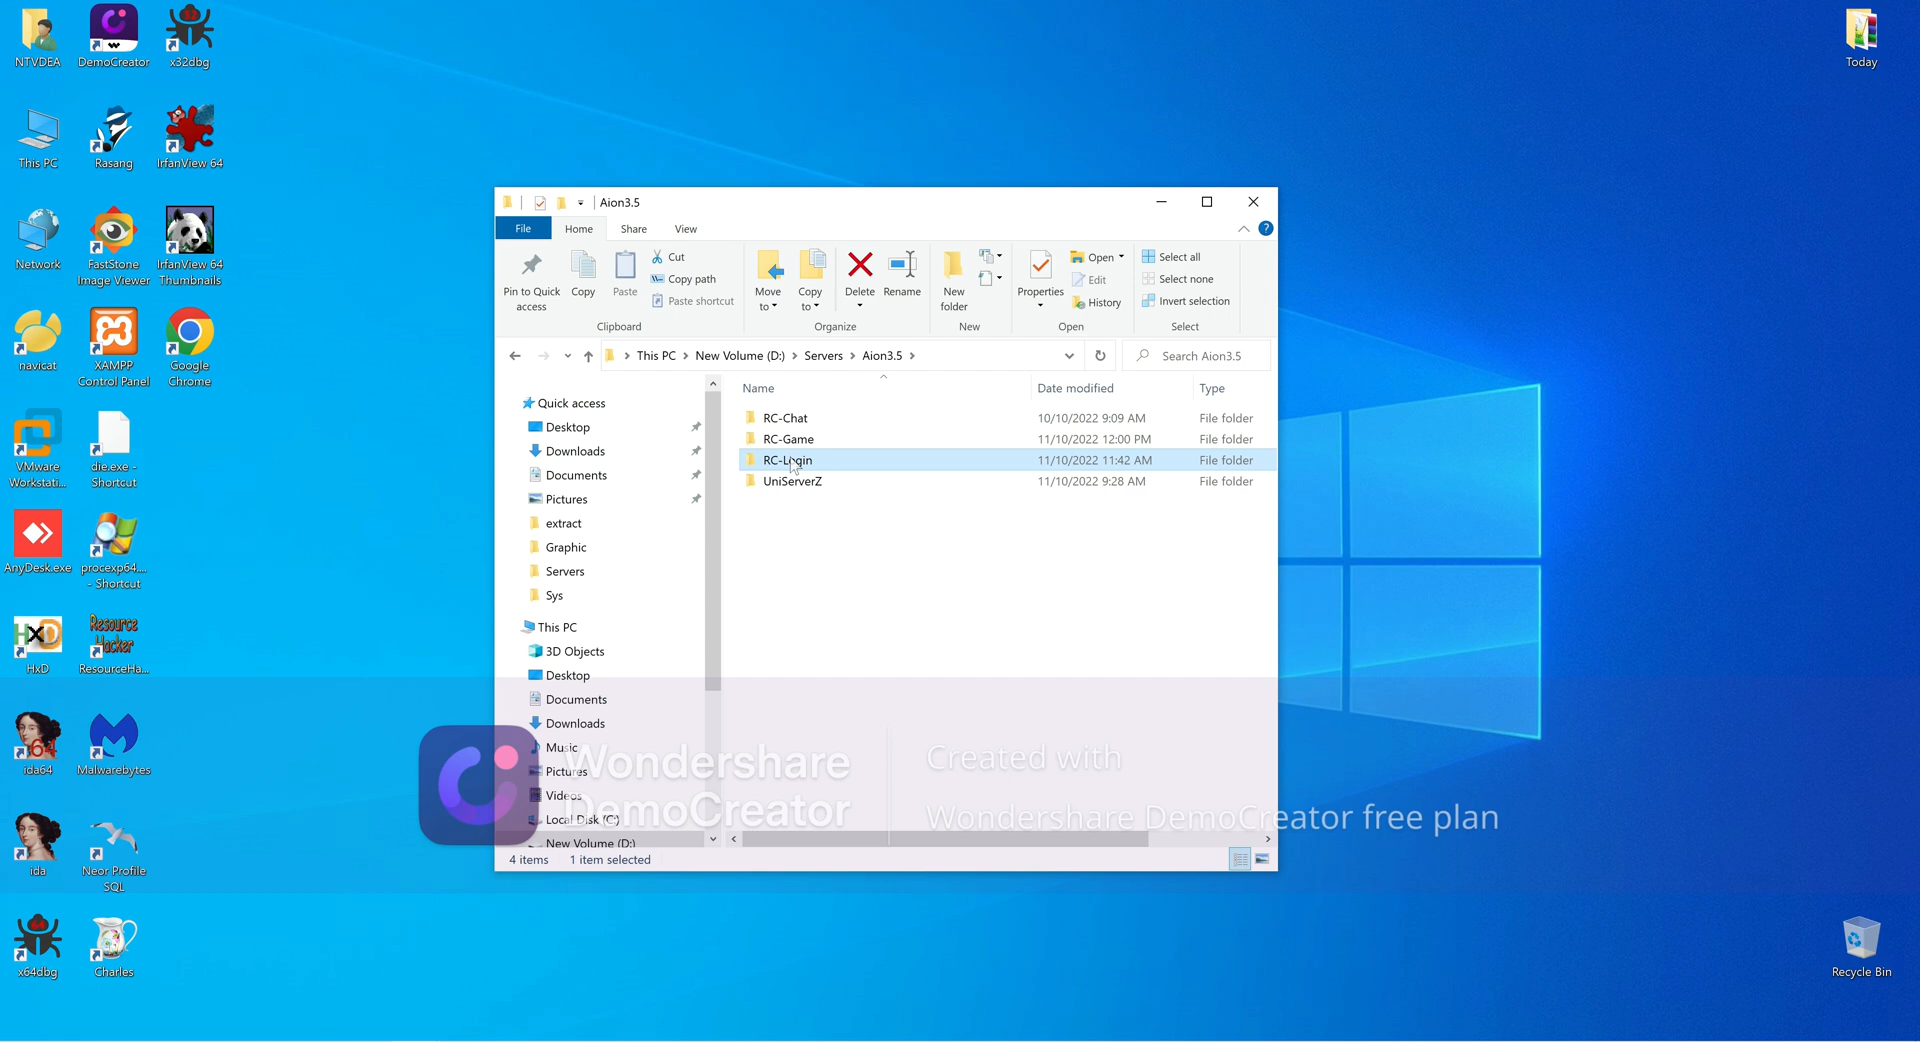 NTVDEA
DemoCreator
x32dbg
This PC
Rasang
IrfanView 64
Network
FastStone
Image Viewer
IrfanView 64
Thumbnails
navicat
XAMPP
Control Panel
Google
Chrome
VMware
Workstati...
die.exe -
Shortcut
AnyDesk.exe
procexp64....
- Shortcut
HxD
Resource
Hacker
ResourceHa...
64
ida64
Malwarebytes
ida
Neor Profile
SQL
x64dbg
Charles
Today
Recycle Bin
Aion3.5
File
Home
Share
View
Pin to Quick
access
Copy
Paste
Cut
Copy path
Paste shortcut
Clipboard
Move
to
Copy
to
Delete
Rename
Organize
New
folder
New
Properties
Open
Edit
History
Open
Select all
Select none
Invert selection
Select
This PC
New Volume (D:)
Servers
Aion3.5
Search Aion3.5
Quick access
Desktop
Downloads
Documents
Pictures
extract
Graphic
Servers
Sys
This PC
3D Objects
Desktop
Documents
Downloads
Music
Pictures
Videos
Local Disk (C:)
New Volume (D:)
Name Date modified Type
RC-Chat 10/10/2022 9:09 AM File folder
RC-Game 11/10/2022 12:00 PM File folder
RC-Login 11/10/2022 11:42 AM File folder
UniServerZ 11/10/2022 9:28 AM File folder
4 items 1 item selected
Wondershare
DemoCreator
Created with
Wondershare DemoCreator free plan